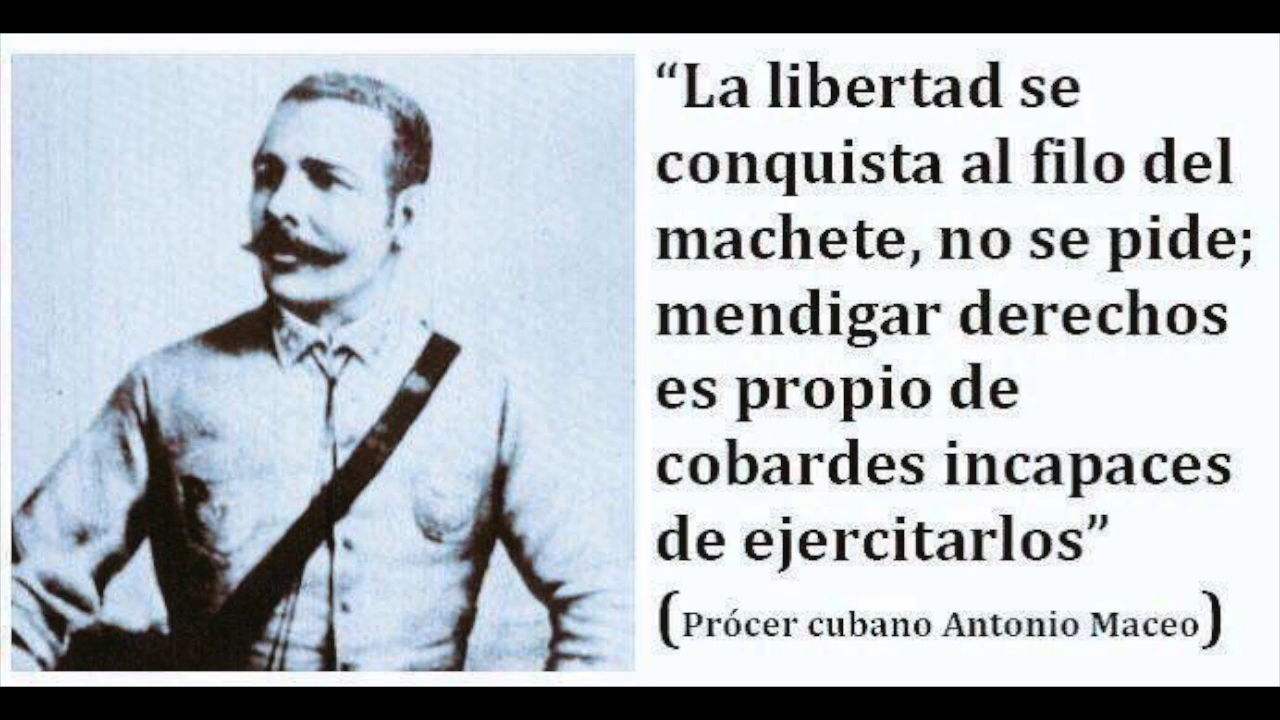 “La libertad se
conquista al filo del
machete, no se pide;
mendigar derechos
es propio de
cobardes incapaces
de ejercitarlos”
(Prócer cubano Antonio Maceo)